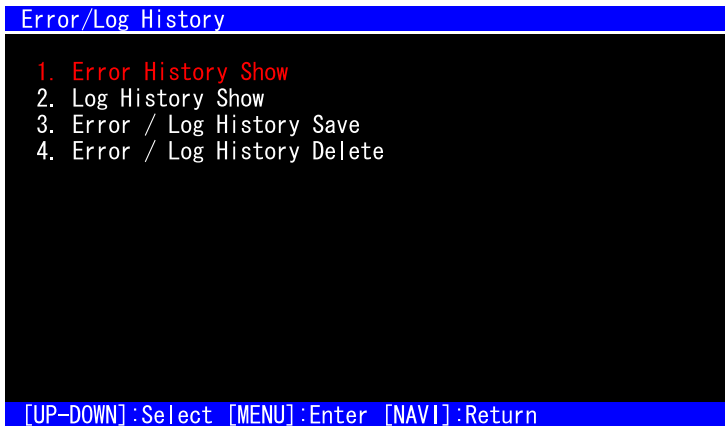 Error/Log History
1. Error History Show
2. Log History Show
3. Error / Log History Save
4. Error / Log History Delete
[UP-DOWN]:Select [MENU]:Enter [NAVI]:Return